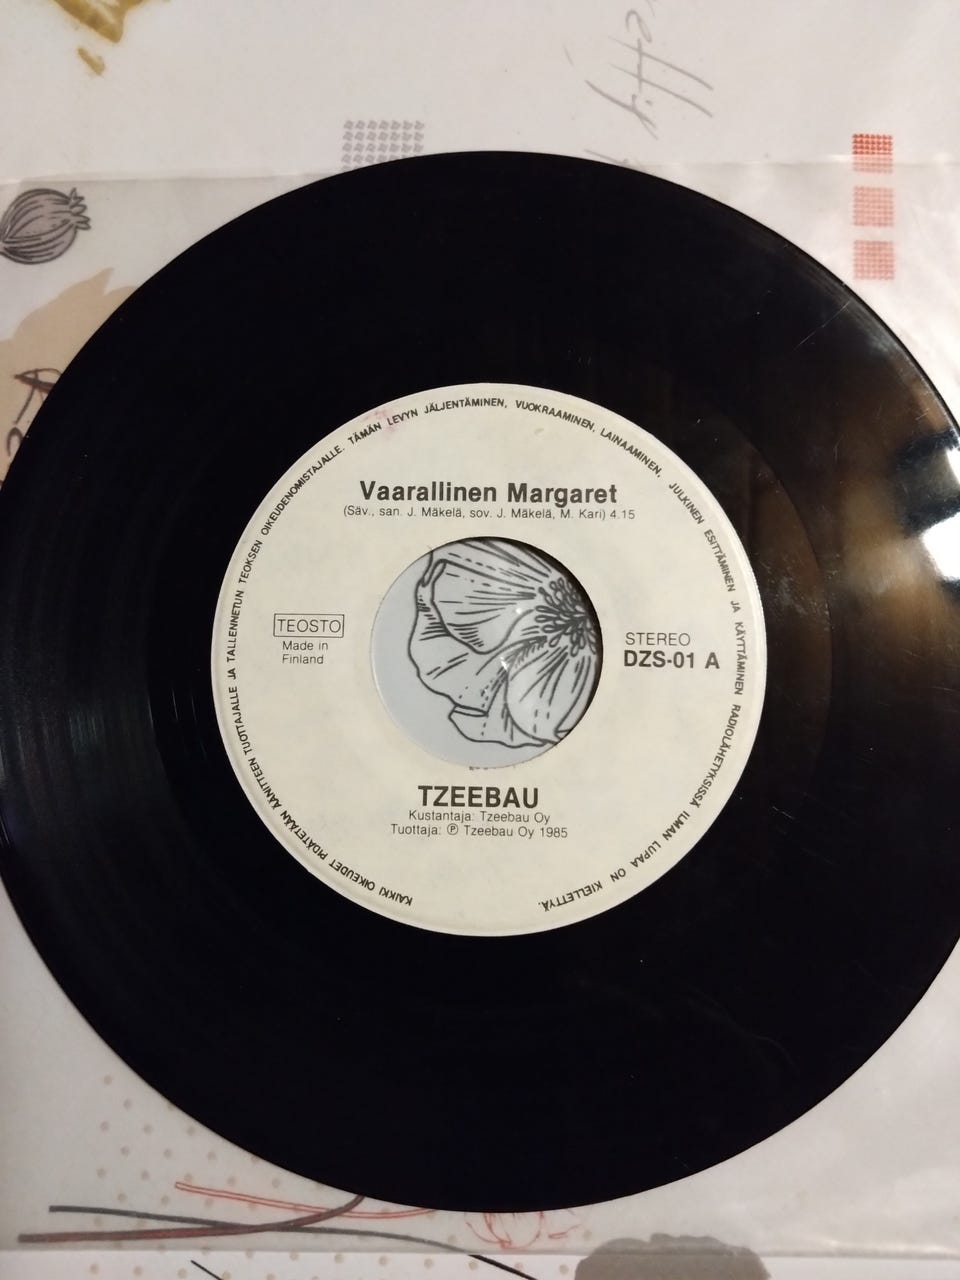 Vaarallinen Margaret
(Säv., san. J. Mäkelä, sov. J. Mäkelä, M. Kari) 4.15
TEOSTO
Made in
Finland
STEREO
DZS-01 A
TZEEBAU
Kustantaja: Tzeebau Oy
Tuottaja: ℗ Tzeebau Oy 1985
KAIKKI OIKEUDET PIDÄTETÄÄN ÄÄNITTEEN TUOTTAJALLE JA TALLENNETUN TEOKSEN OIKEUDENOMISTAJALLE. TÄMÄN LEVYN JÄLJENTÄMINEN, VUOKRAAMINEN, LAINAAMINEN, JULKINEN ESITTÄMINEN JA KÄYTTÄMINEN RADIOLÄHETYKSISSÄ ILMAN LUPAA ON KIELLETTYÄ.